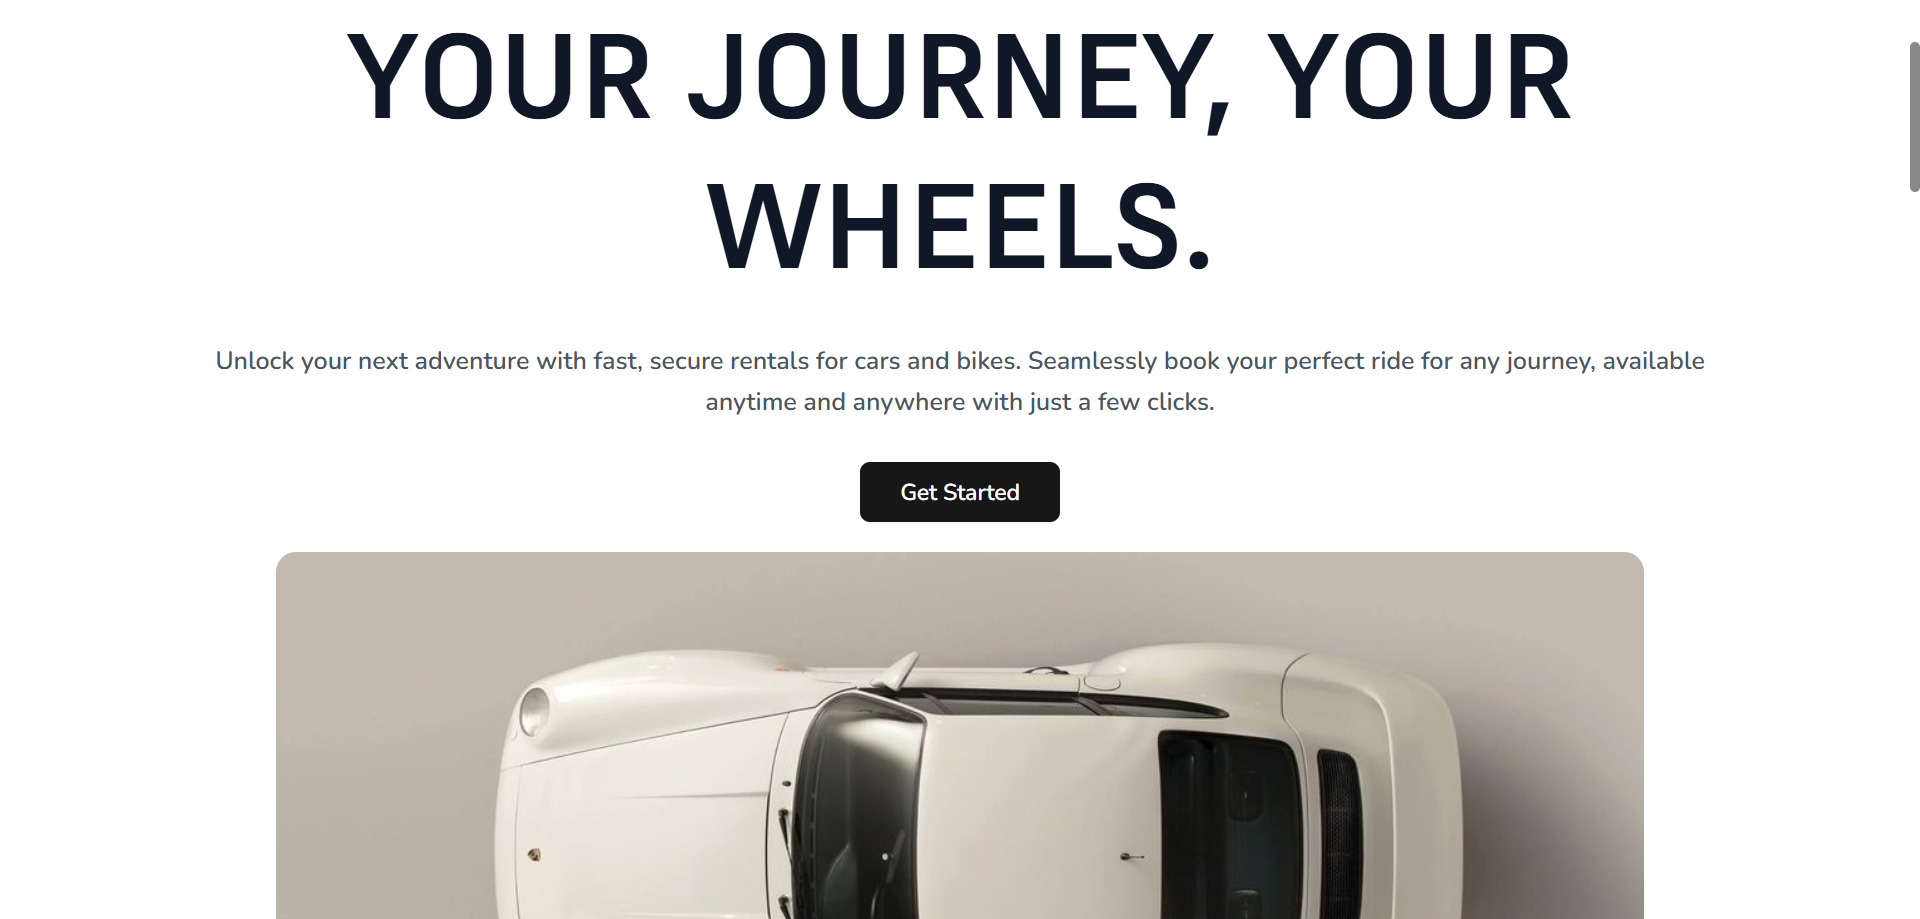 YOUR JOURNEY, YOUR
WHEELS.
Unlock your next adventure with fast, secure rentals for cars and bikes. Seamlessly book your perfect ride for any journey, available
anytime and anywhere with just a few clicks.
Get Started